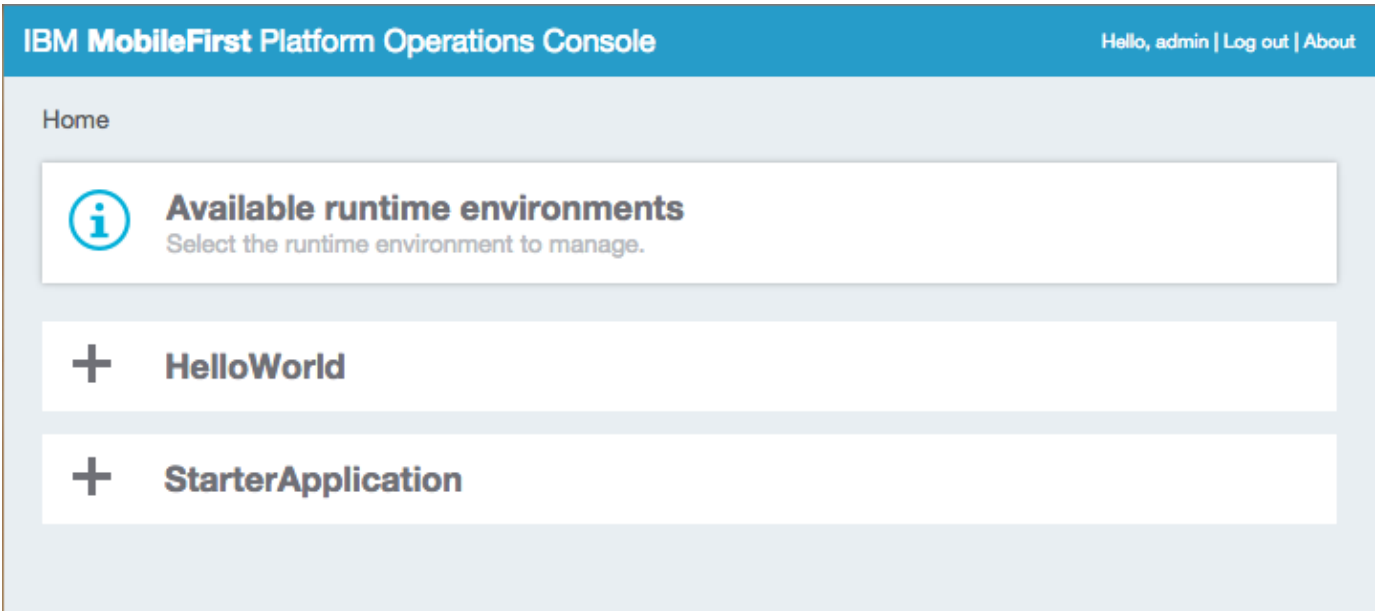 IBM MobileFirst Platform Operations Console
Hello, admin | Log out | About
Home
Available runtime environments
Select the runtime environment to manage.
HelloWorld
StarterApplication